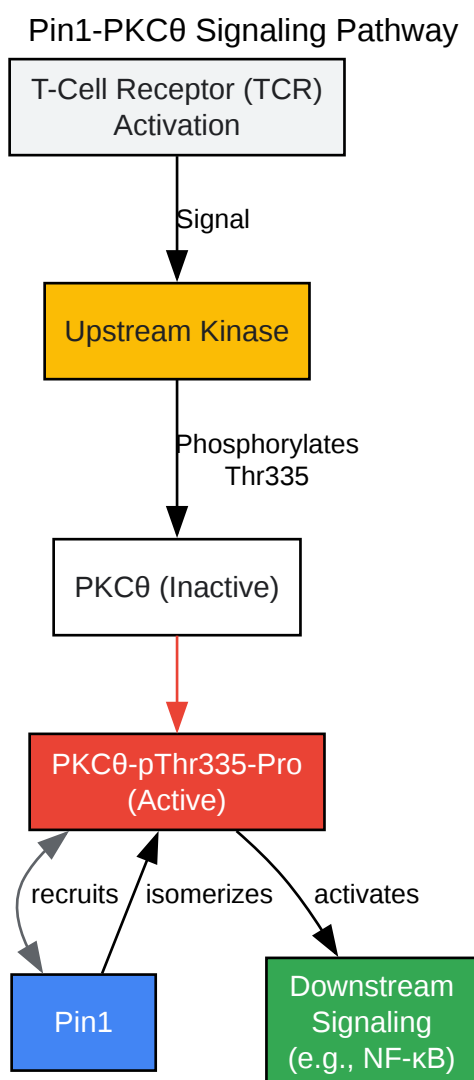 Pin1-PKCθ Signaling Pathway
T-Cell Receptor (TCR)
Activation
Signal
Upstream Kinase
Phosphorylates
Thr335
PKCθ (Inactive)
PKCθ-pThr335-Pro
(Active)
recruits
isomerizes
activates
Pin1
Downstream
Signaling
(e.g., NF-κB)